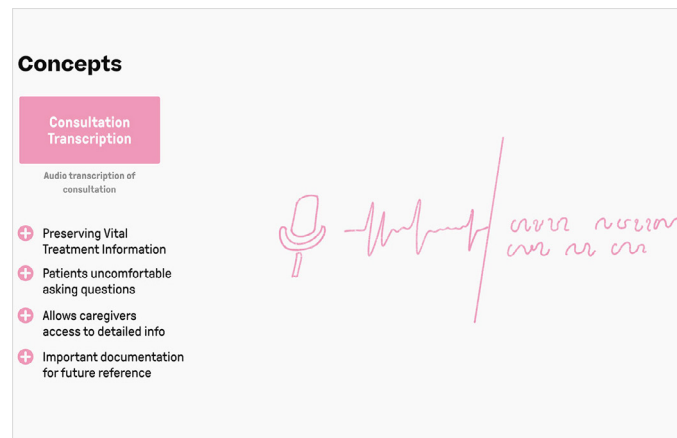 Concepts
Consultation
Transcription
Audio transcription of
consultation
Preserving Vital
Treatment Information
Patients uncomfortable
asking questions
Allows caregivers
access to detailed info
Important documentation
for future reference